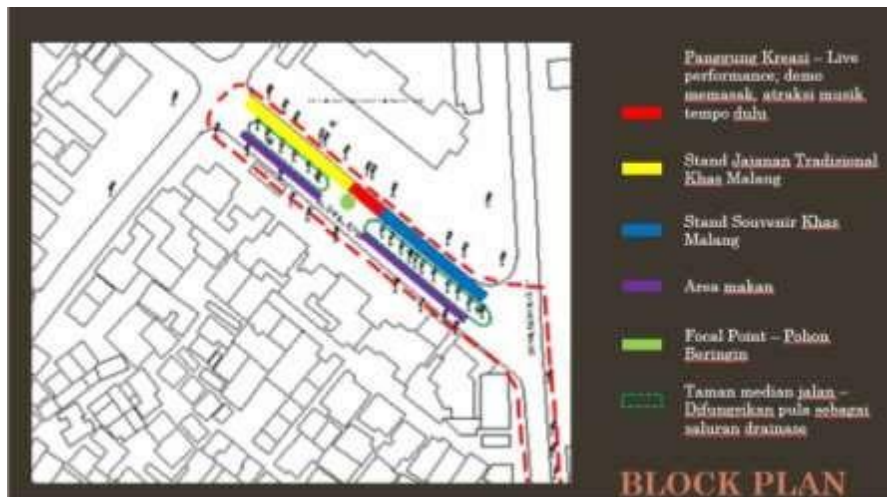 Panggung Kreasi – Live
performance, demo
memasak, atraksi musik
tempo dulu
Stand Jajanan Tradizional
Khas Malang
Stand Souvenir Khas
Malang
Area makan
Focal Point – Pohon
Beringin
Taman median jalan –
Difungsikan pula sebagai
saluran drainase
BLOCK PLAN